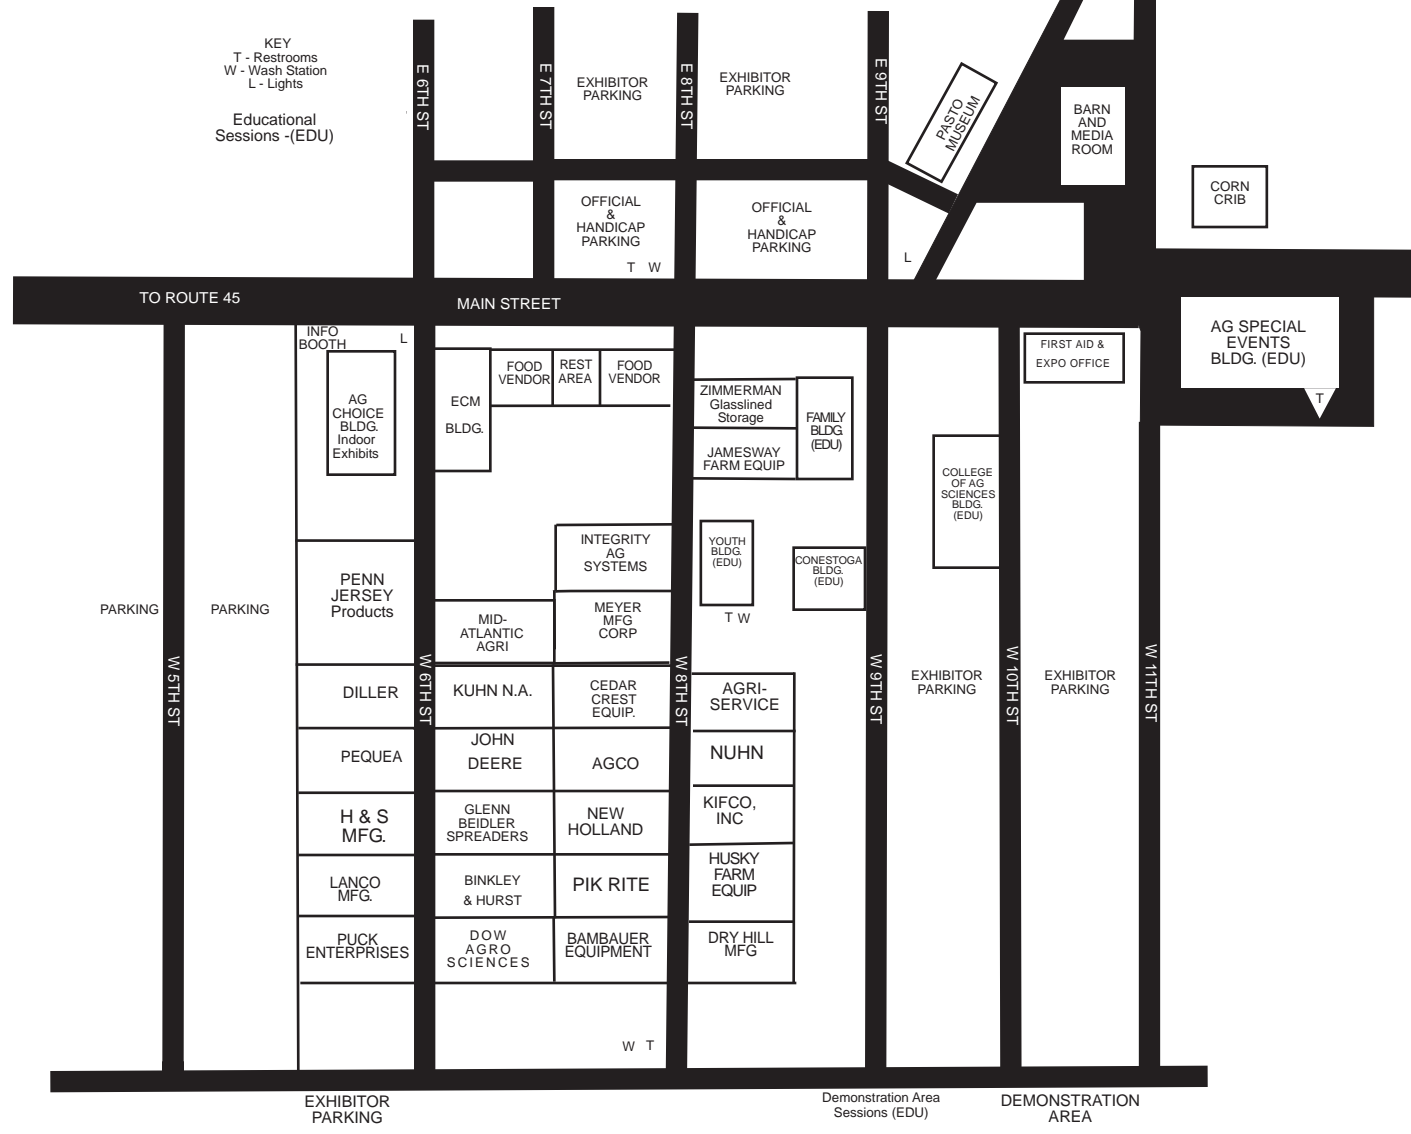 KEY
T - Restrooms
W - Wash Station
L - Lights
Educational
Sessions -(EDU)
E 6TH ST
E 7TH ST
EXHIBITOR
PARKING
E 8TH ST
EXHIBITOR
PARKING
E 9TH ST
PASTO
MUSEUM
BARN
AND
MEDIA
ROOM
CORN
CRIB
OFFICIAL
&
HANDICAP
PARKING
T W
OFFICIAL
&
HANDICAP
PARKING
L
TO ROUTE 45
MAIN STREET
INFO
BOOTH
L
AG
CHOICE
BLDG.
Indoor
Exhibits
ECM
BLDG.
FOOD
VENDOR
REST
AREA
FOOD
VENDOR
ZIMMERMAN
Glasslined
Storage
JAMESWAY
FARM EQUIP
FAMILY
BLDG.
(EDU)
FIRST AID &
EXPO OFFICE
AG SPECIAL
EVENTS
BLDG. (EDU)
T
COLLEGE
OF AG
SCIENCES
BLDG.
(EDU)
INTEGRITY
AG
SYSTEMS
YOUTH
BLDG.
(EDU)
CONESTOGA
BLDG.
(EDU)
T W
PARKING
PARKING
PENN
JERSEY
Products
MID-
ATLANTIC
AGRI
MEYER
MFG
CORP
W 5TH ST
W 6TH ST
W 8TH ST
W 9TH ST
EXHIBITOR
PARKING
W 10TH ST
EXHIBITOR
PARKING
W 11TH ST
DILLER
KUHN N.A.
CEDAR
CREST
EQUIP.
AGRI-
SERVICE
PEQUEA
JOHN
DEERE
AGCO
NUHN
H & S
MFG.
GLENN
BEIDLER
SPREADERS
NEW
HOLLAND
KIFCO,
INC
LANCO
MFG.
BINKLEY
& HURST
PIK RITE
HUSKY
FARM
EQUIP
PUCK
ENTERPRISES
DOW
AGRO
SCIENCES
BAMBAUER
EQUIPMENT
DRY HILL
MFG
W T
EXHIBITOR
PARKING
Demonstration Area
Sessions (EDU)
DEMONSTRATION
AREA